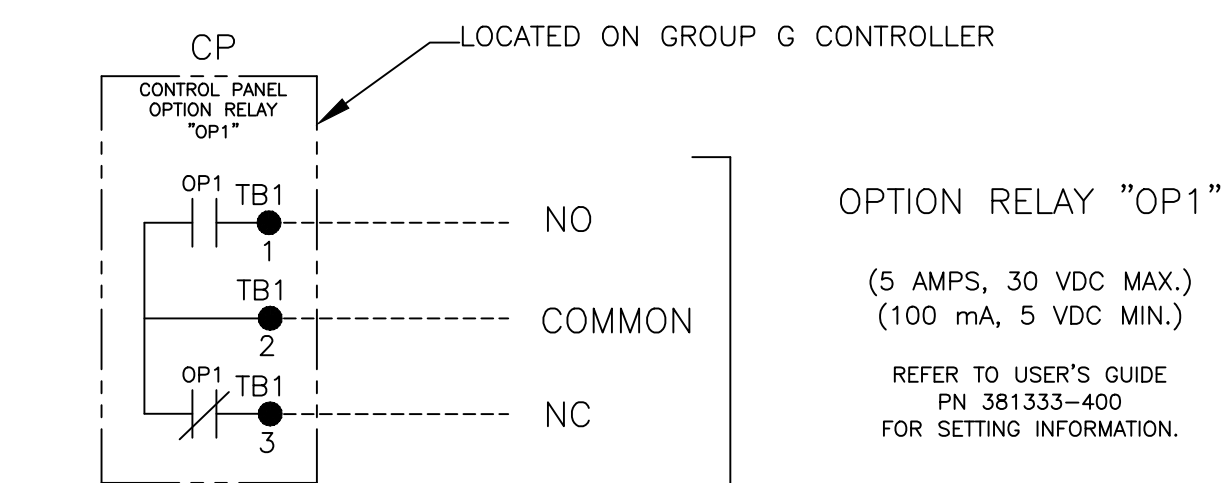 CP
LOCATED ON GROUP G CONTROLLER
CONTROL PANEL
OPTION RELAY
"OP1"
OP1
TB1
1
NO
TB1
2
COMMON
OP1
TB1
3
NC
OPTION RELAY "OP1"
(5 AMPS, 30 VDC MAX.)
(100 mA, 5 VDC MIN.)
REFER TO USER'S GUIDE
PN 381333-400
FOR SETTING INFORMATION.